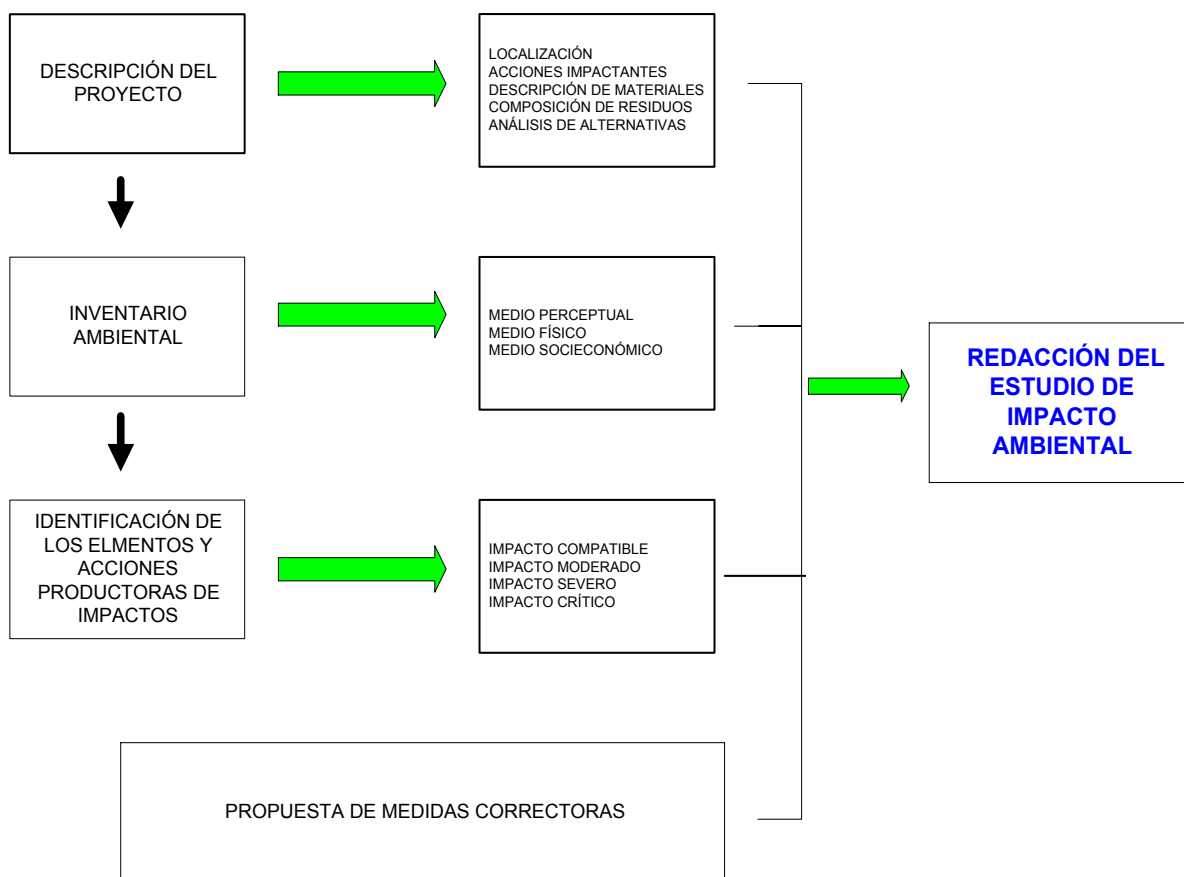 DESCRIPCIÓN DEL
PROYECTO
LOCALIZACIÓN
ACCIONES IMPACTANTES
DESCRIPCIÓN DE MATERIALES
COMPOSICIÓN DE RESIDUOS
ANÁLISIS DE ALTERNATIVAS
INVENTARIO
AMBIENTAL
MEDIO PERCEPTUAL
MEDIO FÍSICO
MEDIO SOCIECONÓMICO
REDACCIÓN DEL
ESTUDIO DE
IMPACTO
AMBIENTAL
IDENTIFICACIÓN DE
LOS ELMENTOS Y
ACCIONES
PRODUCTORAS DE
IMPACTOS
IMPACTO COMPATIBLE
IMPACTO MODERADO
IMPACTO SEVERO
IMPACTO CRÍTICO
PROPUESTA DE MEDIDAS CORRECTORAS